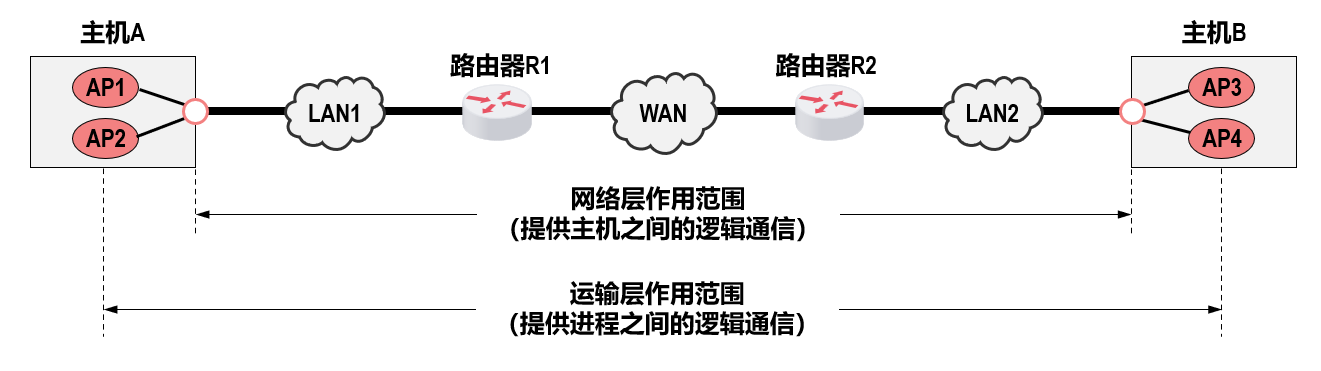 主机A
主机B
路由器R1
路由器R2
AP1
AP2
LAN1
WAN
LAN2
AP3
AP4
网络层作用范围
(提供主机之间的逻辑通信)
运输层作用范围
(提供进程之间的逻辑通信)